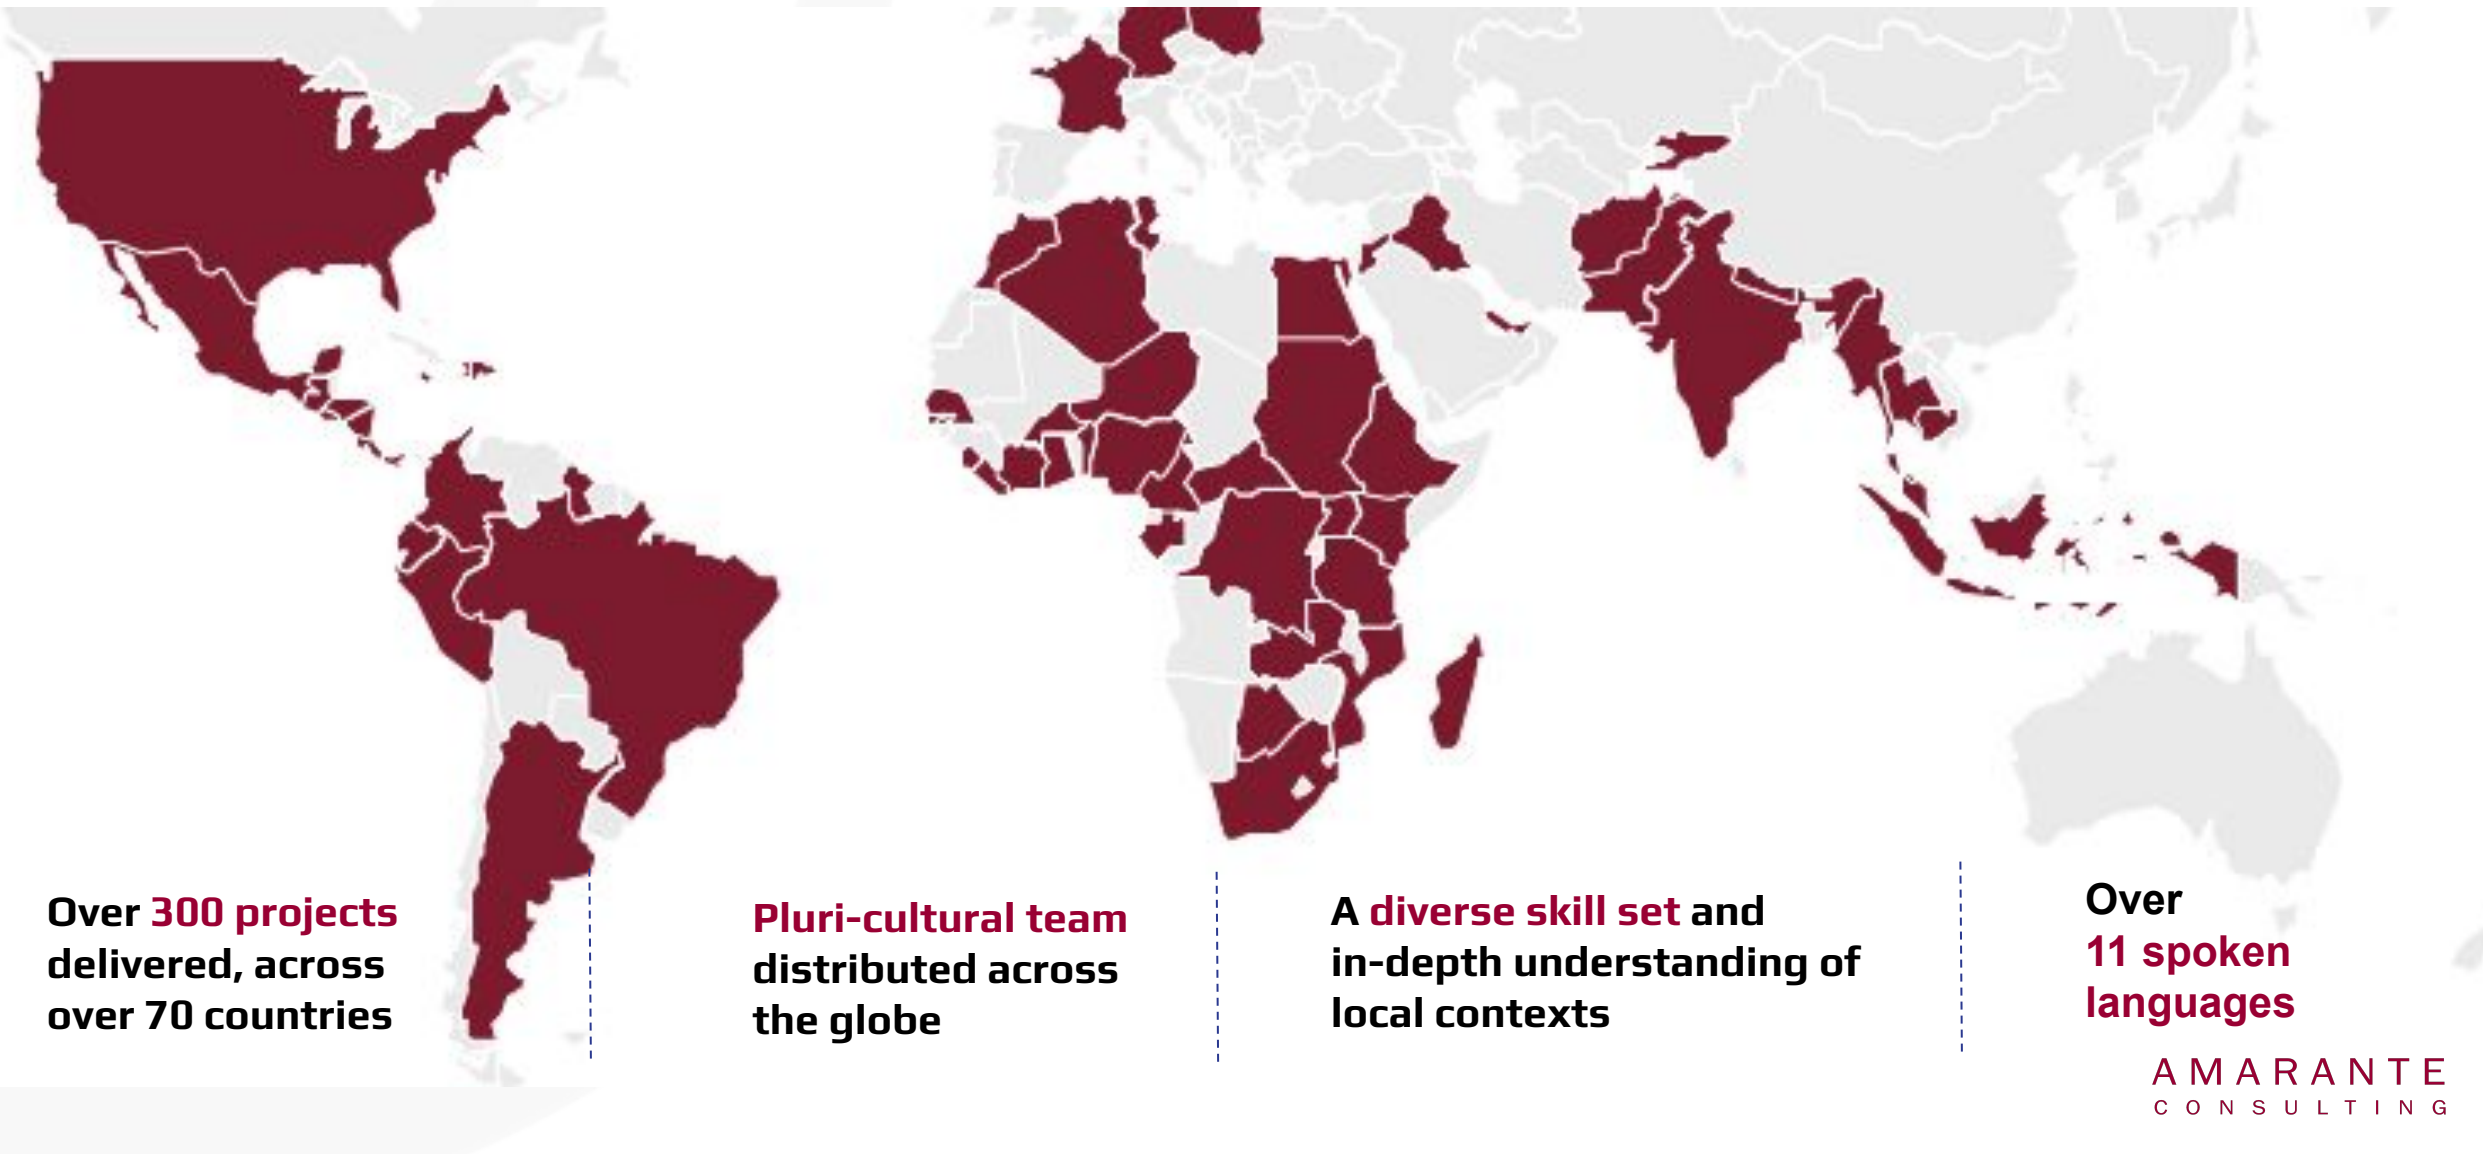 Over 300 projects
delivered, across
over 70 countries
Pluri-cultural team
distributed across
the globe
A diverse skill set and
in-depth understanding of
local contexts
Over
11 spoken
languages
AMARANTE
CONSULTING